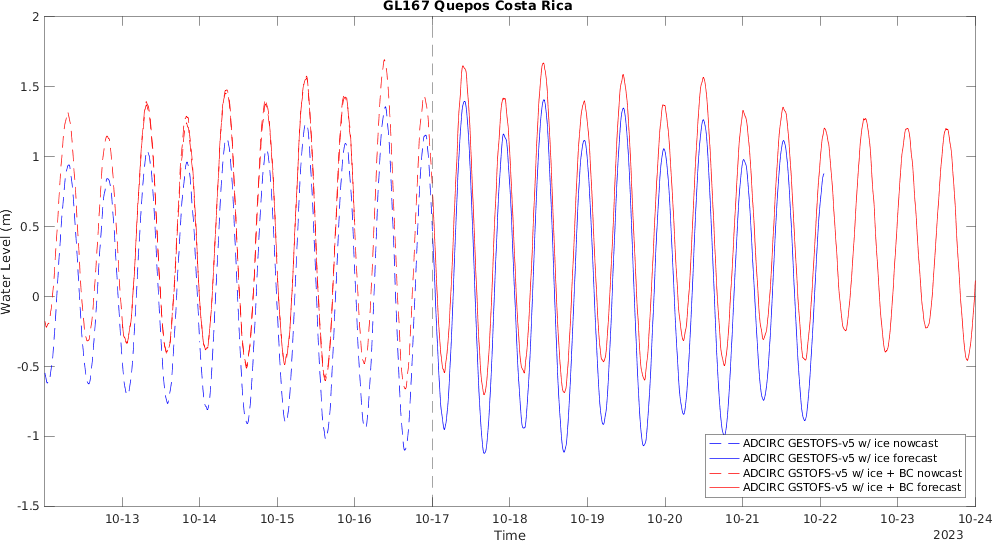 GL167 Quepos Costa Rica
2
1.5
1
0.5
0
-0.5
-1
-1.5
Water Level (m)
ADCIRC GESTOFS-v5 w/ ice nowcast
ADCIRC GESTOFS-v5 w/ ice forecast
ADCIRC GSTOFS-v5 w/ ice + BC nowcast
ADCIRC GSTOFS-v5 w/ ice + BC forecast
10-13 10-14 10-15 10-16 10-17 10-18 10-19 10-20 10-21 10-22 10-23 10-24
Time
2023